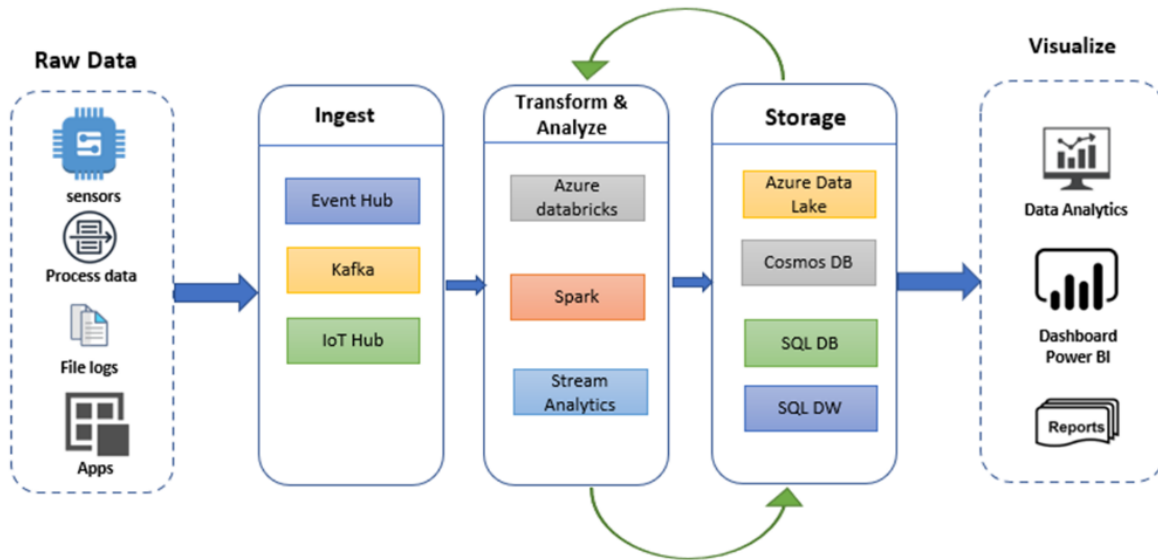 Raw Data
sensors
Process data
File logs
Apps
Ingest
Event Hub
Kafka
IoT Hub
Transform &
Analyze
Azure
databricks
Spark
Stream
Analytics
Storage
Azure Data
Lake
Cosmos DB
SQL DB
SQL DW
Visualize
Data Analytics
Dashboard
Power BI
Reports